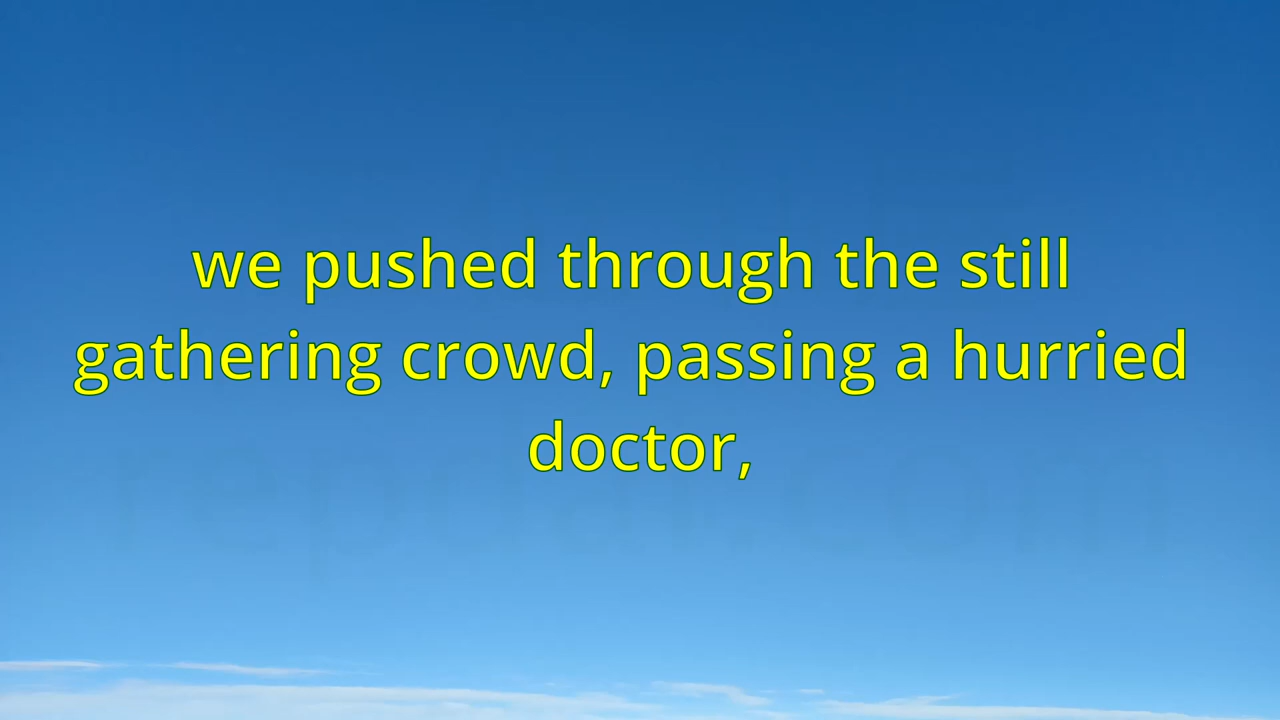 we pushed through the still
gathering crowd, passing a hurried
doctor,